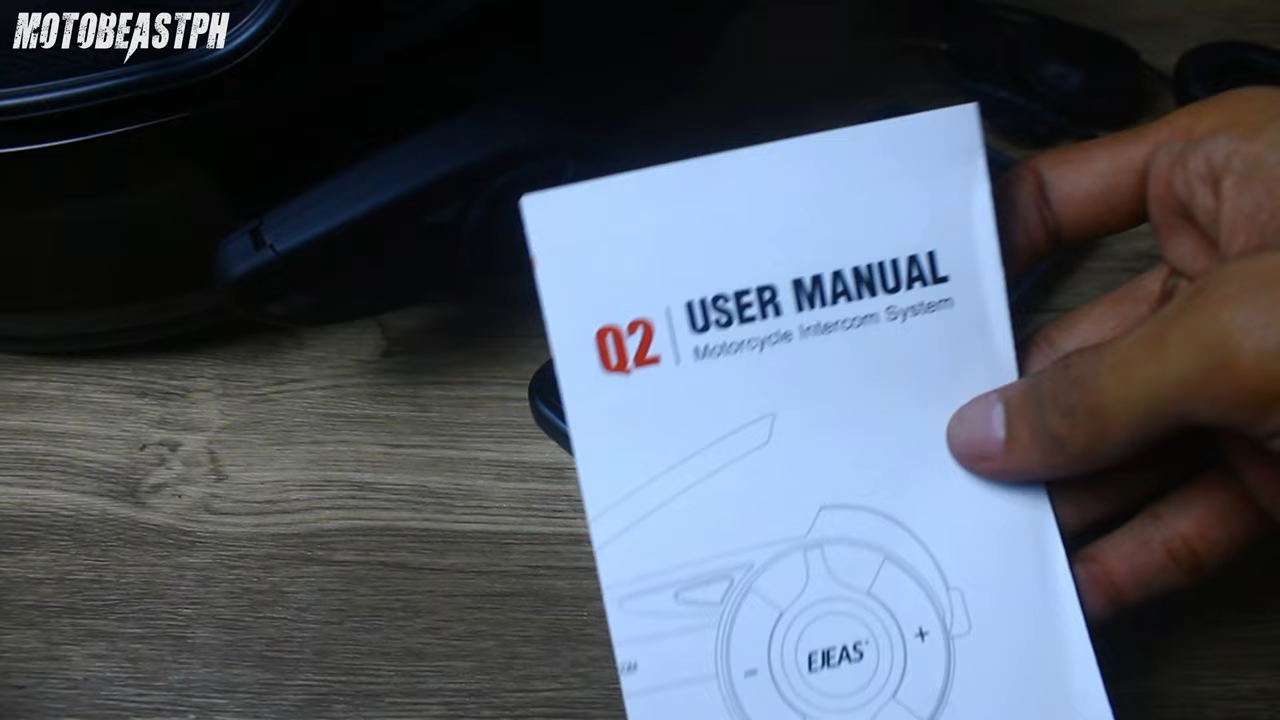 MOTOBEASTPH
Q2 USER MANUAL
Motorcycle Intercom System
EJEAS
- +